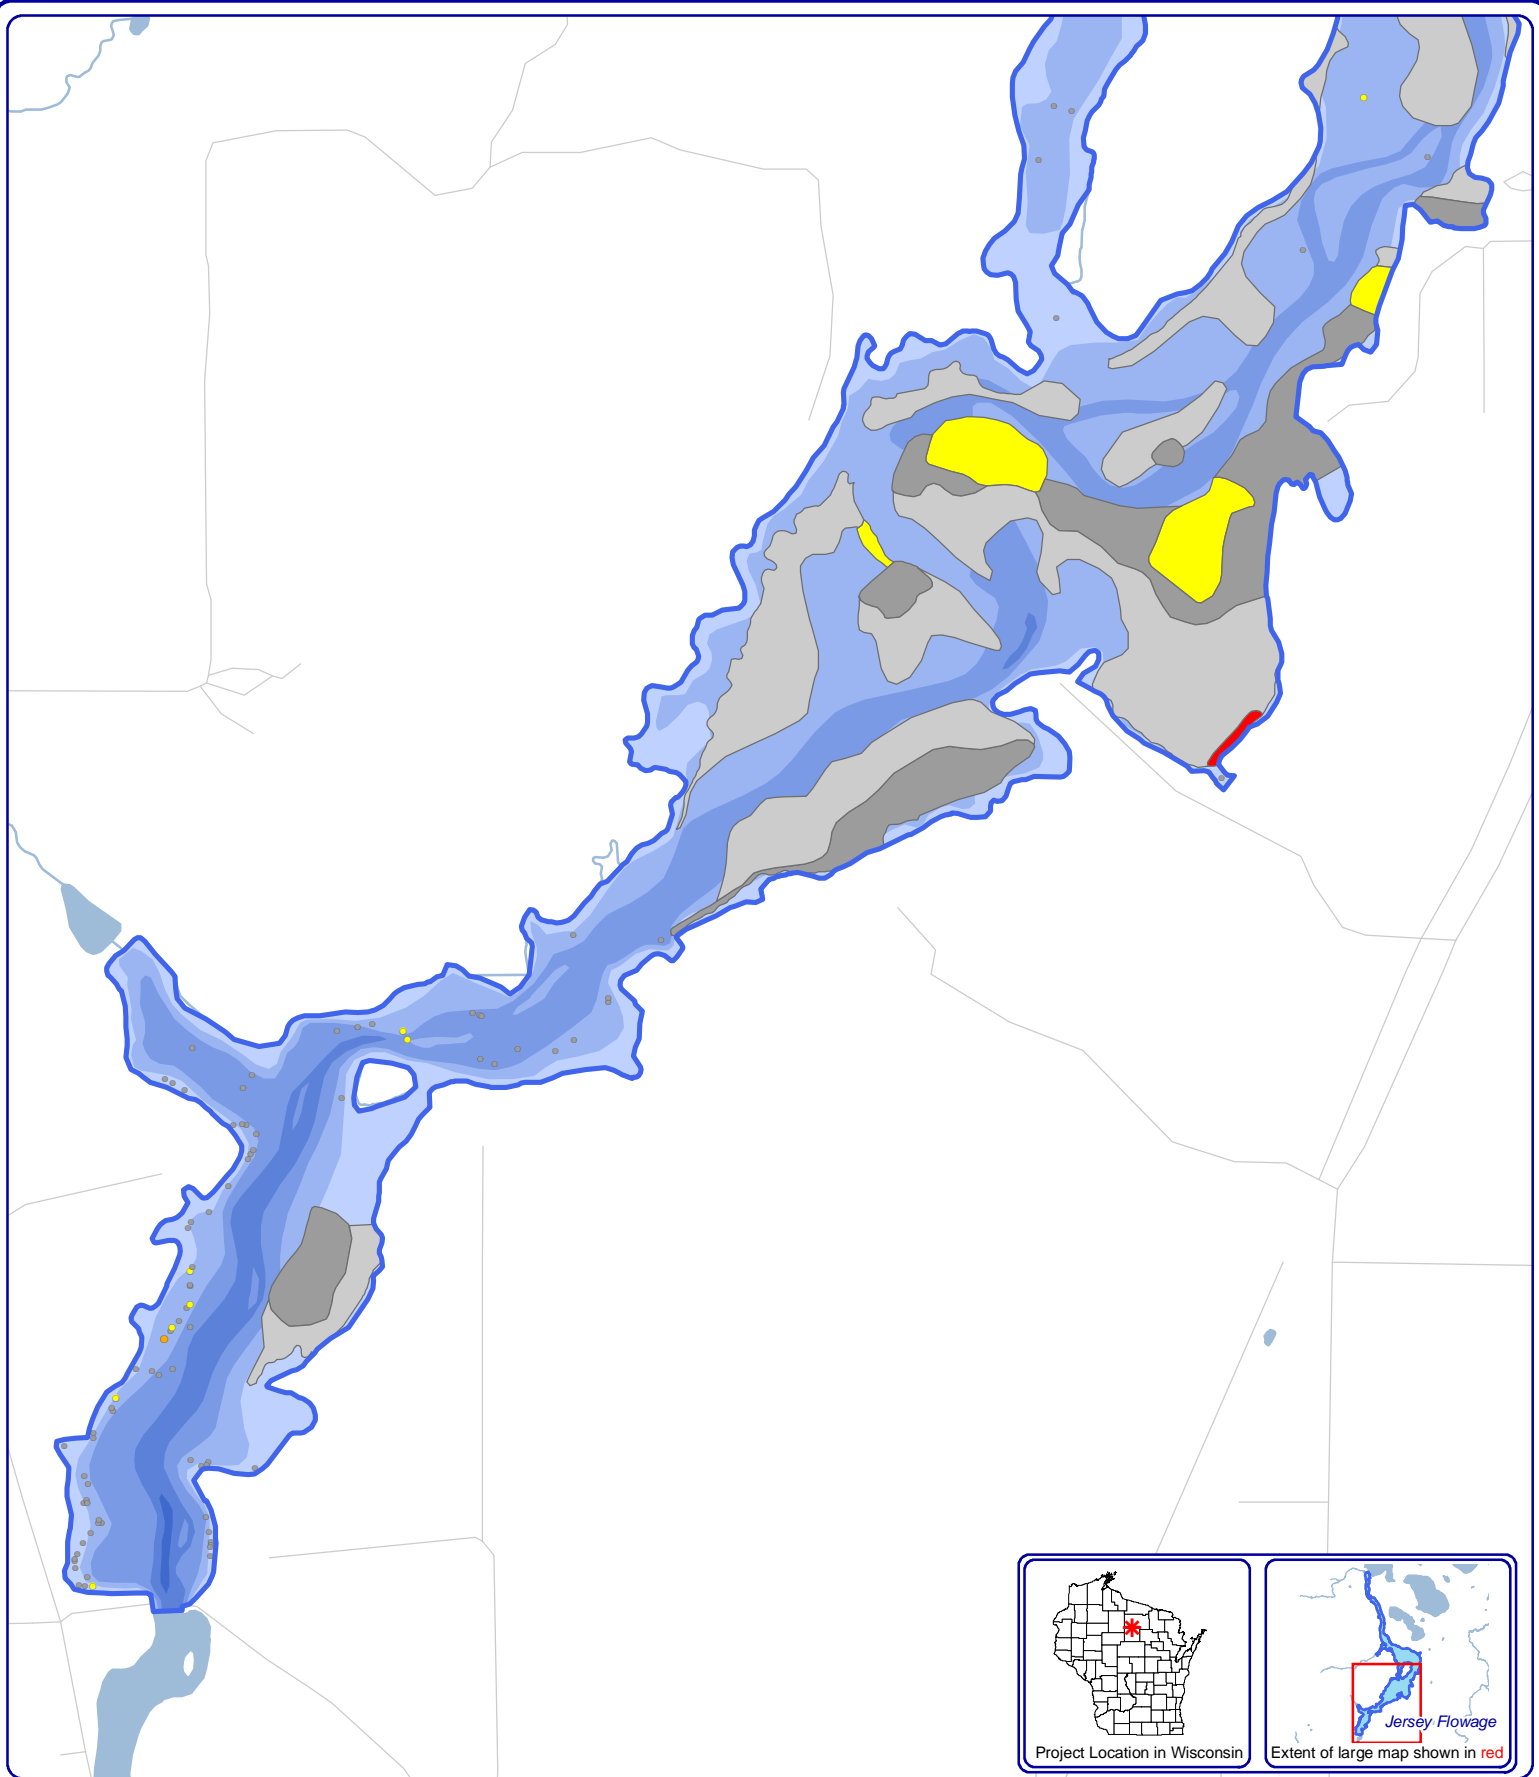 Project Location in Wisconsin
Jersey Flowage
Extent of large map shown in red